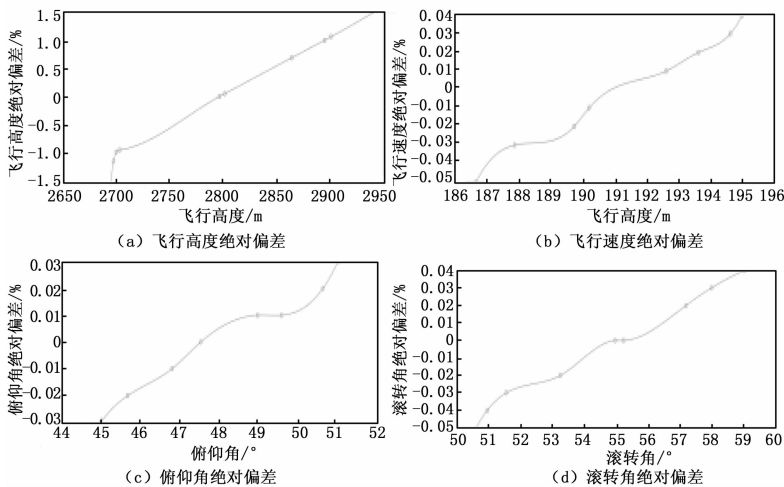 飞行高度绝对偏差/%
1.5
1.0
0.5
0
-0.5
-1.0
-1.5
2650 2700 2750 2800 2850 2900 2950
飞行高度/m
(a) 飞行高度绝对偏差
飞行速度绝对偏差/%
0.04
0.03
0.02
0.01
0
-0.01
-0.02
-0.03
-0.04
-0.05
186 187 188 189 190 191 192 193 194 195 196
飞行高度/m
(b) 飞行速度绝对偏差
俯仰角绝对偏差/%
0.03
0.02
0.01
0
-0.01
-0.02
-0.03
44 45 46 47 48 49 50 51 52
俯仰角/°
(c) 俯仰角绝对偏差
滚转角绝对偏差/%
0.04
0.03
0.02
0.01
0
-0.01
-0.02
-0.03
-0.04
-0.05
50 51 52 53 54 55 56 57 58 59 60
滚转角/°
(d) 滚转角绝对偏差